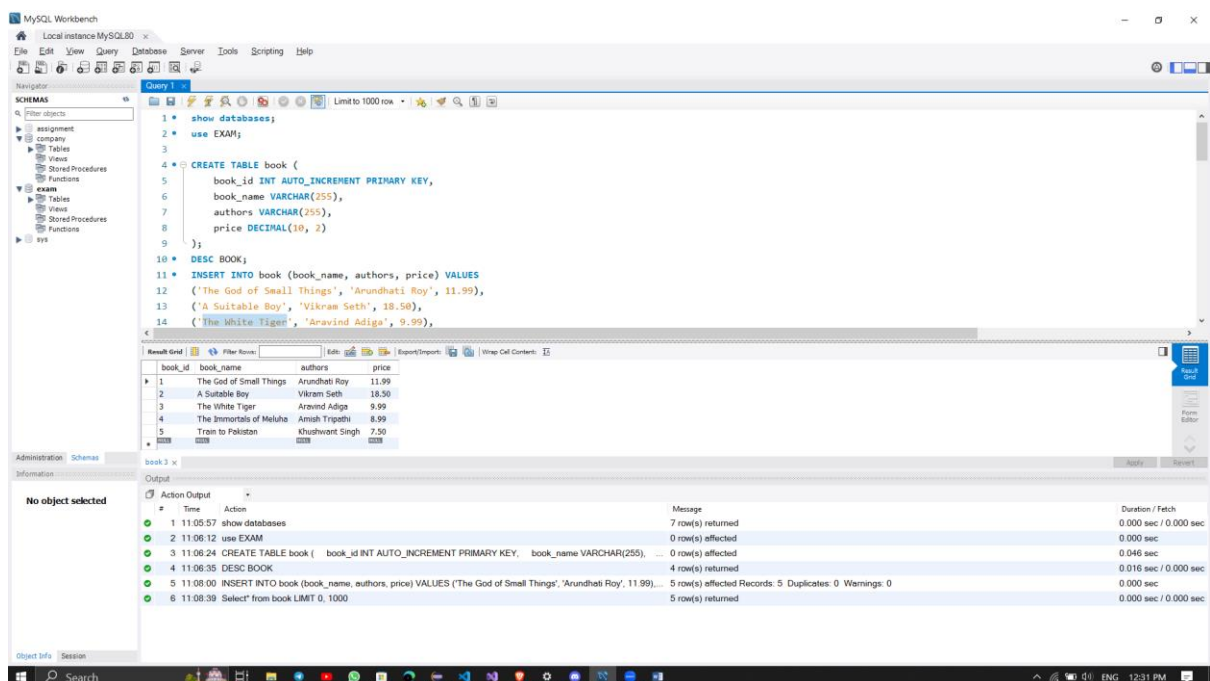 MySQL Workbench
Local instance MySQL80 ×
File Edit View Query Database Server Tools Scripting Help
Navigator
SCHEMAS
Filter objects
assignment
company
Tables
Views
Stored Procedures
Functions
exam
Tables
Views
Stored Procedures
Functions
sys
Administration Schemas
Information
No object selected
Object Info Session
Query 1 ×
Limit to 1000 row
1 show databases;
2 use EXAM;
3
4 CREATE TABLE book (
5 book_id INT AUTO_INCREMENT PRIMARY KEY,
6 book_name VARCHAR(255),
7 authors VARCHAR(255),
8 price DECIMAL(10, 2)
9 );
10 DESC BOOK;
11 INSERT INTO book (book_name, authors, price) VALUES
12 ('The God of Small Things', 'Arundhati Roy', 11.99),
13 ('A Suitable Boy', 'Vikram Seth', 18.50),
14 ('The White Tiger', 'Aravind Adiga', 9.99),
Result Grid Filter Rows: Edit: Export/Import: Wrap Cell Content:
book_id book_name authors price
1 The God of Small Things Arundhati Roy 11.99
2 A Suitable Boy Vikram Seth 18.50
3 The White Tiger Aravind Adiga 9.99
4 The Immortals of Meluha Amish Tripathi 8.99
5 Train to Pakistan Khushwant Singh 7.50
NULL NULL NULL NULL
Result
Grid
Form
Editor
book 3 ×
Apply Revert
Output
Action Output
# Time Action Message Duration / Fetch
1 11:05:57 show databases 7 row(s) returned 0.000 sec / 0.000 sec
2 11:06:12 use EXAM 0 row(s) affected 0.000 sec
3 11:06:24 CREATE TABLE book ( book_id INT AUTO_INCREMENT PRIMARY KEY, book_name VARCHAR(255), ... 0 row(s) affected 0.046 sec
4 11:06:35 DESC BOOK 4 row(s) returned 0.016 sec / 0.000 sec
5 11:08:00 INSERT INTO book (book_name, authors, price) VALUES ('The God of Small Things', 'Arundhati Roy', 11.99),... 5 row(s) affected Records: 5 Duplicates: 0 Warnings: 0 0.000 sec
6 11:08:39 Select* from book LIMIT 0, 1000 5 row(s) returned 0.000 sec / 0.000 sec
Search
ENG 12:31 PM